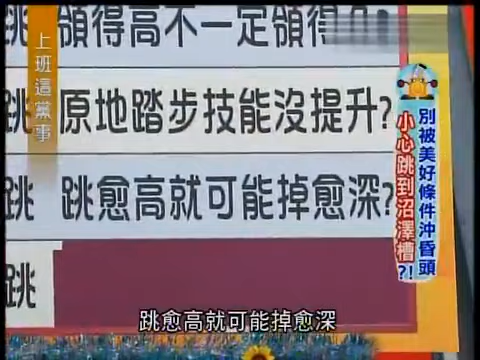 上班這黨事
跳 領得高不一定領得
跳 原地踏步技能沒提升?
跳 跳愈高就可能掉愈深?
跳
別被美好條件沖昏頭
小心跳到沼澤槽?!
跳愈高就可能掉愈深